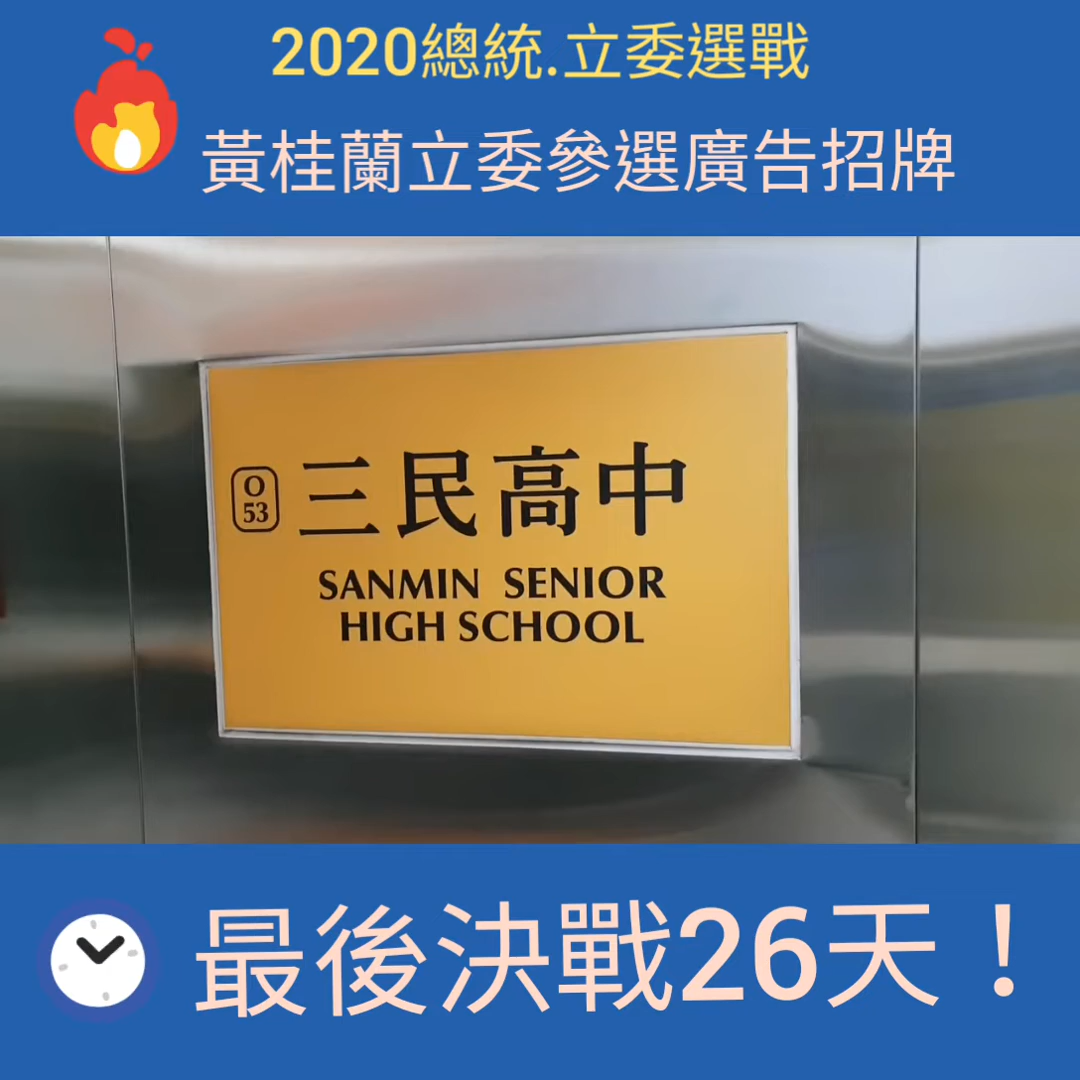 2020總統.立委選戰
黃桂蘭立委參選廣告招牌
O
53
三民高中
SANMIN SENIOR
HIGH SCHOOL
最後決戰26天！